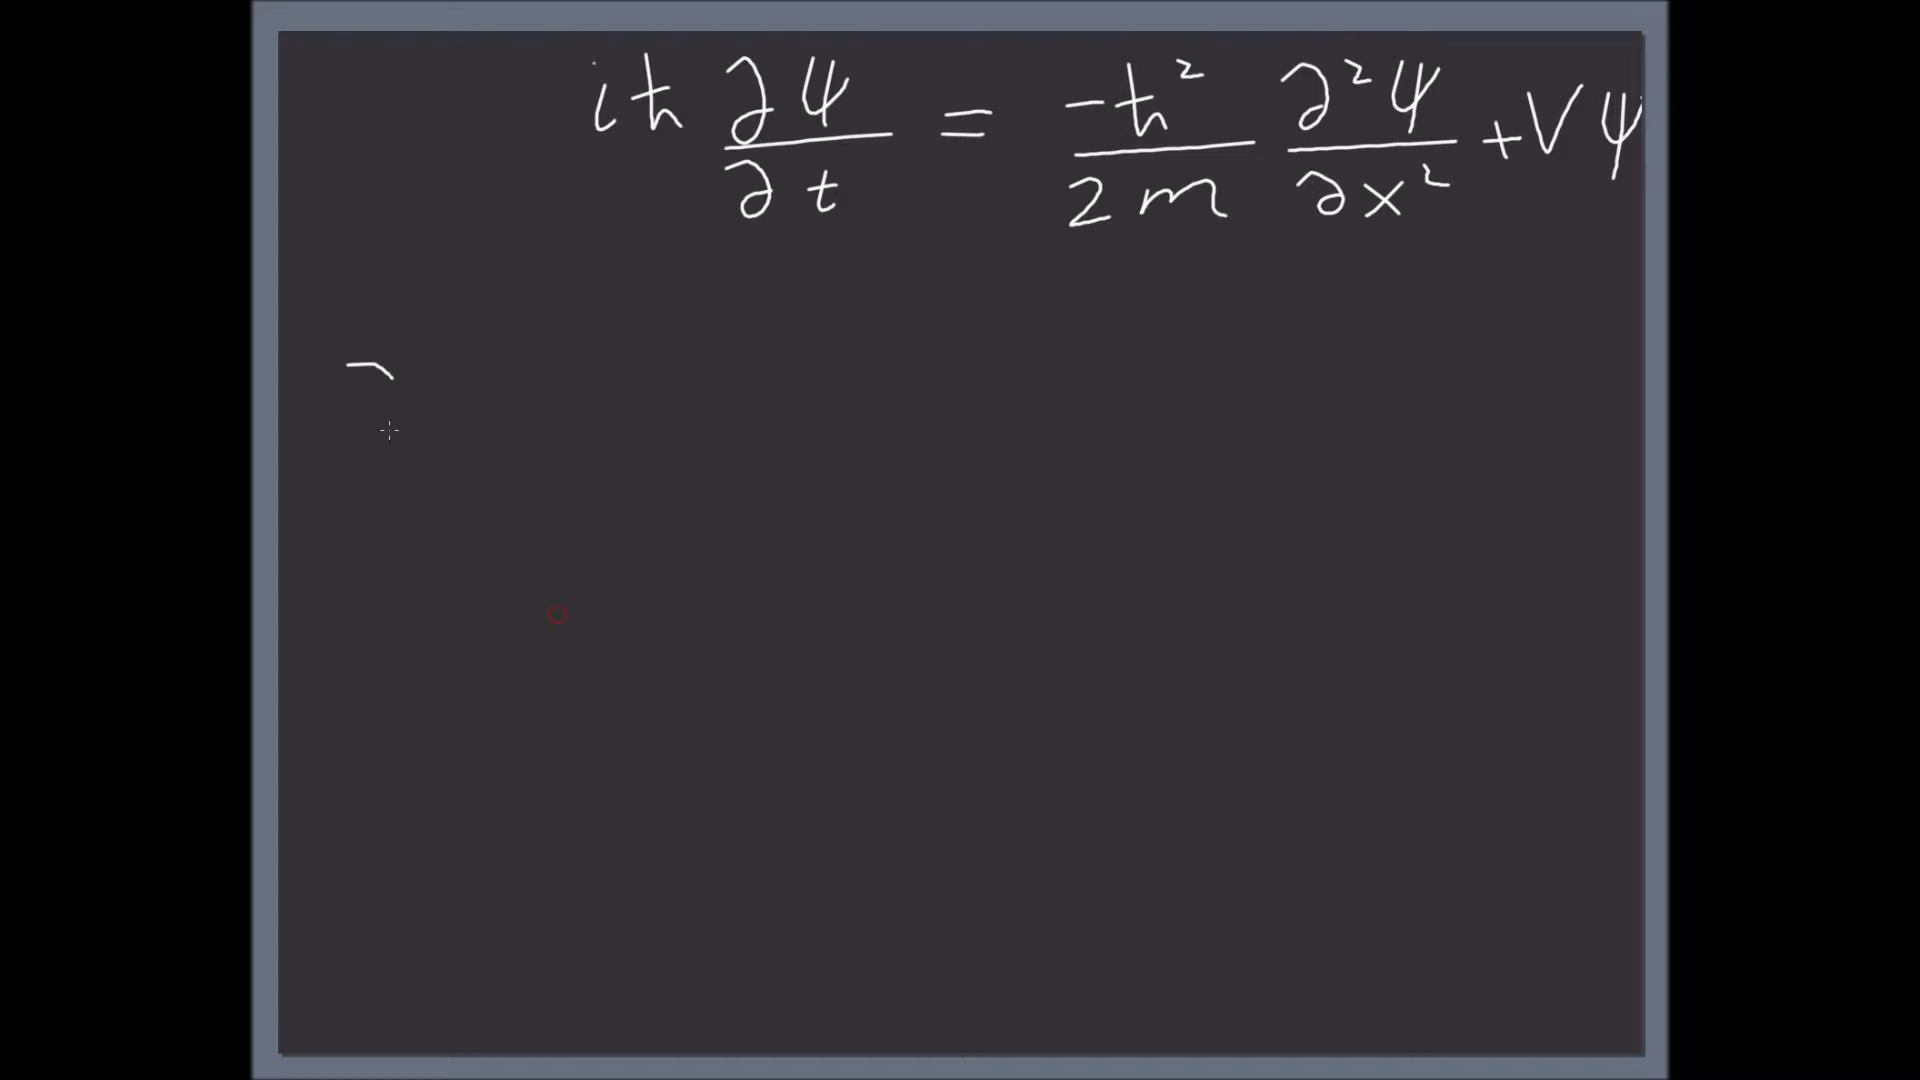 iħ ∂ψ/∂t = -ħ²/2m ∂²ψ/∂x² + Vψ